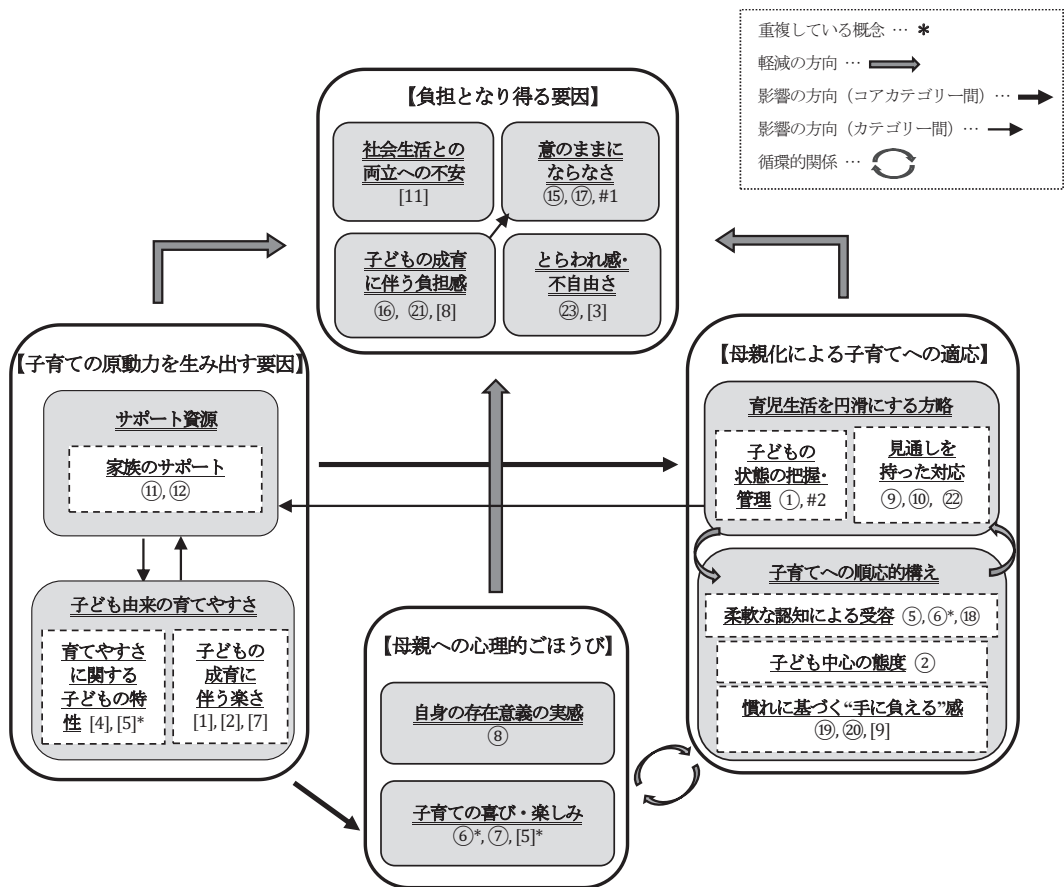 重複している概念 … *
軽減の方向 …
影響の方向（コアカテゴリー間）…
影響の方向（カテゴリー間）…
循環的関係 …
【負担となり得る要因】
社会生活との
両立への不安
[11]
意のままに
ならなさ
⑮, ⑰, #1
子どもの成育
に伴う負担感
⑯, ㉑, [8]
とらわれ感・
不自由さ
㉓, [3]
【子育ての原動力を生み出す要因】
サポート資源
家族のサポート
⑪, ⑫
子ども由来の育てやすさ
育てやすさ
に関する
子どもの特
性 [4], [5]*
子どもの
成育に
伴う楽さ
[1], [2], [7]
【母親への心理的ごほうび】
自身の存在意義の実感
⑧
子育ての喜び・楽しみ
⑥*, ⑦, [5]*
【母親化による子育てへの適応】
育児生活を円滑にする方略
子どもの
状態の把握・
管理 ①, #2
見通しを
持った対応
⑨, ⑩, ㉒
子育てへの順応的構え
柔軟な認知による受容 ⑤, ⑥*, ⑱
子ども中心の態度 ②
慣れに基づく“手に負える”感
⑲, ⑳, [9]